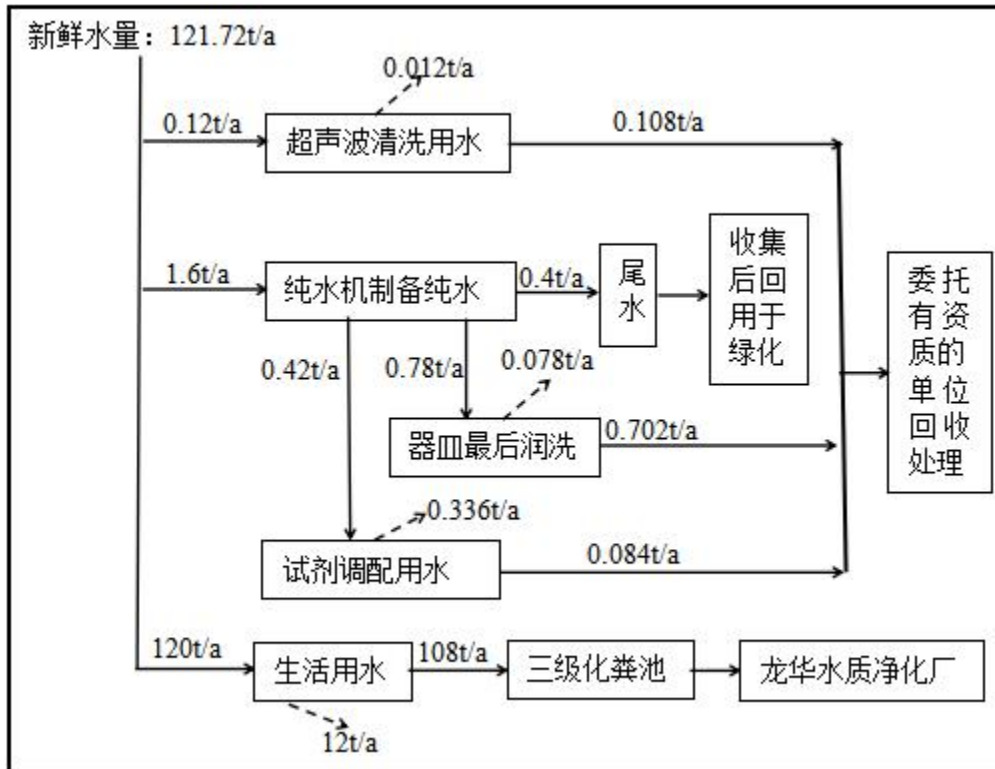 新鲜水量：121.72t/a
0.012t/a
0.12t/a
超声波清洗用水
0.108t/a
1.6t/a
纯水机制备纯水
0.4t/a
尾
水
收集
后回
用于
绿化
委托
有资
质的
单位
回收
处理
0.42t/a
0.78t/a
0.078t/a
器皿最后润洗
0.702t/a
0.336t/a
试剂调配用水
0.084t/a
120t/a
生活用水
108t/a
三级化粪池
龙华水质净化厂
12t/a